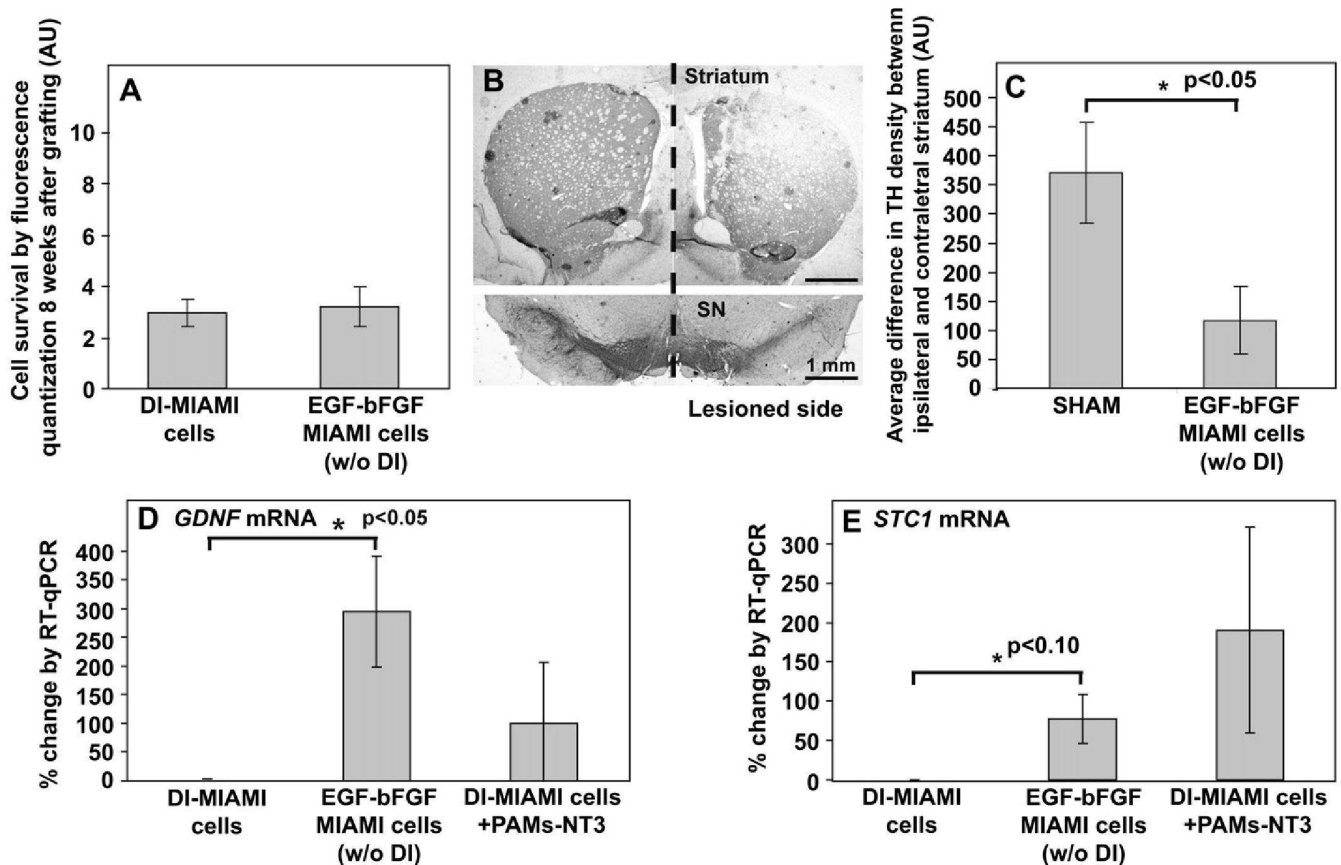 A
Cell survival by fluorescence
quantization 8 weeks after grafting (AU)
10
8
6
4
2
0
DI-MIAMI
cells
EGF-bFGF
MIAMI cells
(w/o DI)
B
Striatum
SN
1 mm
Lesioned side
C
* p<0.05
Average difference in TH density betwenn
ipsilateral and contraletral striatum (AU)
500
450
400
350
300
250
200
150
100
50
0
SHAM
EGF-bFGF
MIAMI cells
(w/o DI)
D GDNF mRNA
* p<0.05
% change by RT-qPCR
400
350
300
250
200
150
100
50
0
DI-MIAMI
cells
EGF-bFGF
MIAMI cells
(w/o DI)
DI-MIAMI cells
+PAMs-NT3
E STC1 mRNA
* p<0.10
% change by RT-qPCR
300
250
200
150
100
50
0
DI-MIAMI
cells
EGF-bFGF
MIAMI cells
(w/o DI)
DI-MIAMI cells
+PAMs-NT3